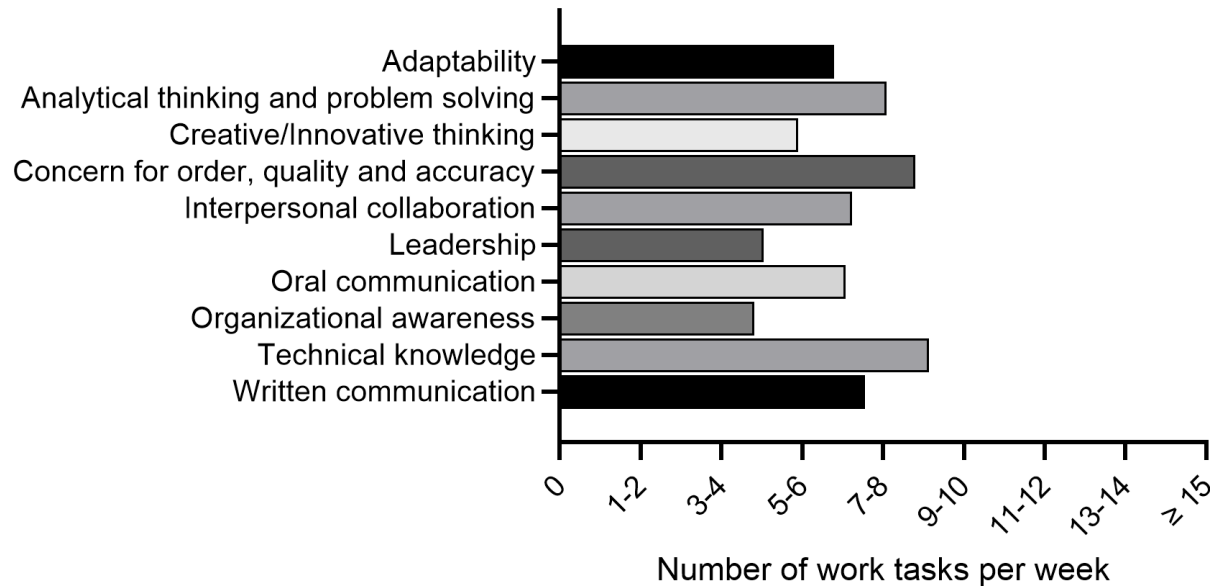 Adaptability
Analytical thinking and problem solving
Creative/Innovative thinking
Concern for order, quality and accuracy
Interpersonal collaboration
Leadership
Oral communication
Organizational awareness
Technical knowledge
Written communication
0
1-2
3-4
5-6
7-8
9-10
11-12
13-14
≥ 15
Number of work tasks per week